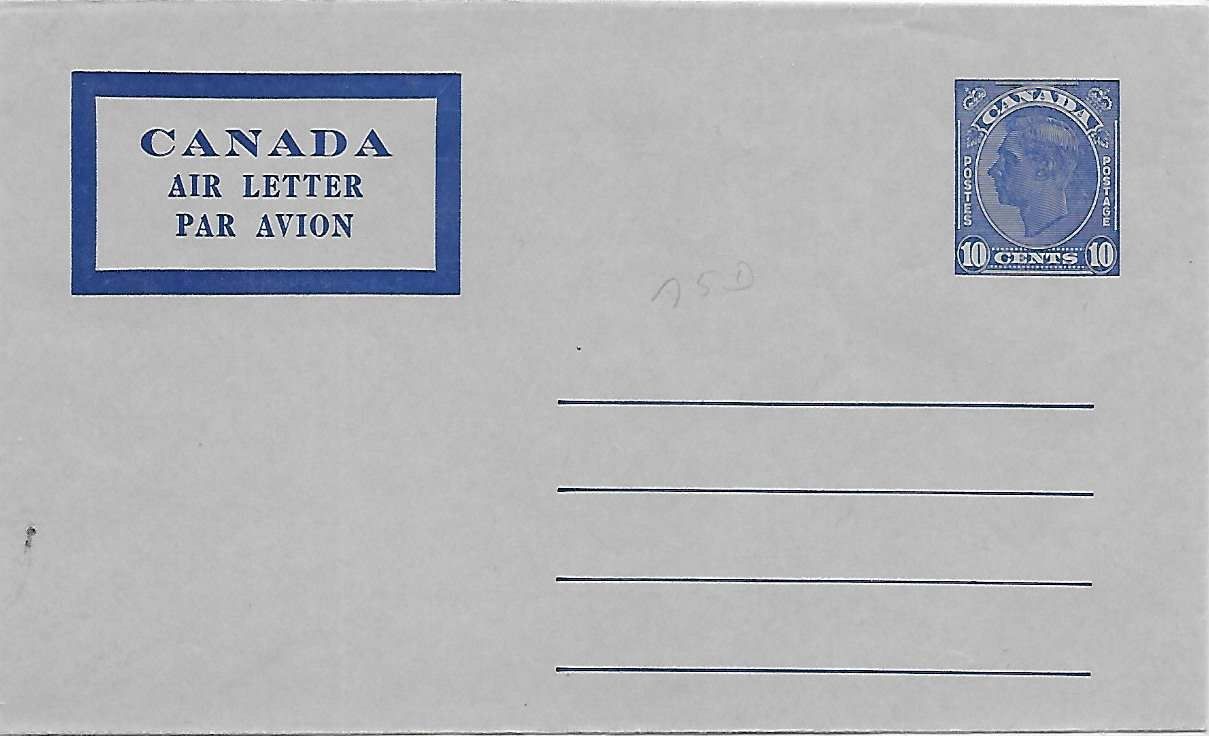 CANADA
AIR LETTER
PAR AVION
CANADA
POSTES
POSTAGE
10 CENTS 10